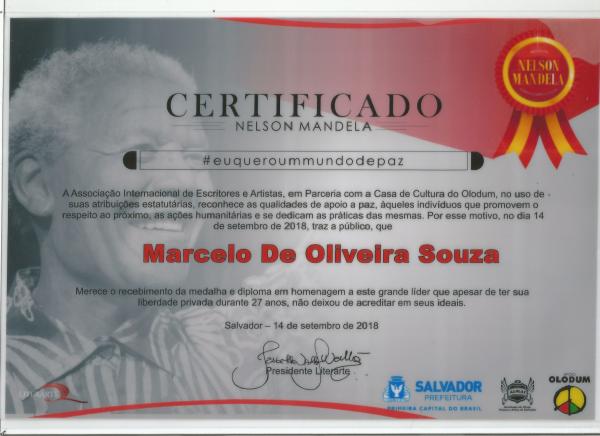 CERTIFICADO
NELSON MANDELA
NELSON
MANDELA
#euqueroummundodepaz
A Associação Internacional de Escritores e Artistas, em Parceria com a Casa de Cultura do Olodum, no uso de
suas atribuições estatutárias, reconhece as qualidades de apoio a paz, àqueles indivíduos que promovem o
respeito ao próximo, as ações humanitárias e se dedicam as práticas das mesmas. Por esse motivo, no dia 14
de setembro de 2018, traz a público, que
Marcelo De Oliveira Souza
Merece o recebimento da medalha e diploma em homenagem a este grande líder que apesar de ter sua
liberdade privada durante 27 anos, não deixou de acreditar em seus ideais.
Salvador – 14 de setembro de 2018
Presidente Literarte
LITERARTE
SALVADOR
PREFEITURA
PRIMEIRA CAPITAL DO BRASIL
OLODUM